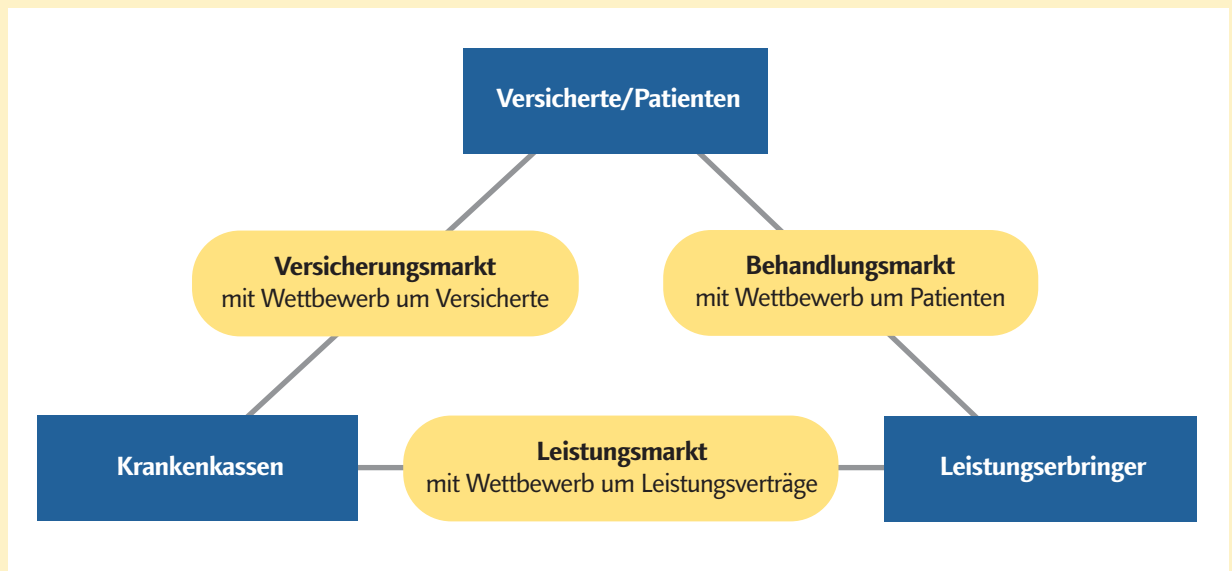 Versicherte/Patienten
Versicherungsmarkt
mit Wettbewerb um Versicherte
Behandlungsmarkt
mit Wettbewerb um Patienten
Krankenkassen
Leistungsmarkt
mit Wettbewerb um Leistungsverträge
Leistungserbringer